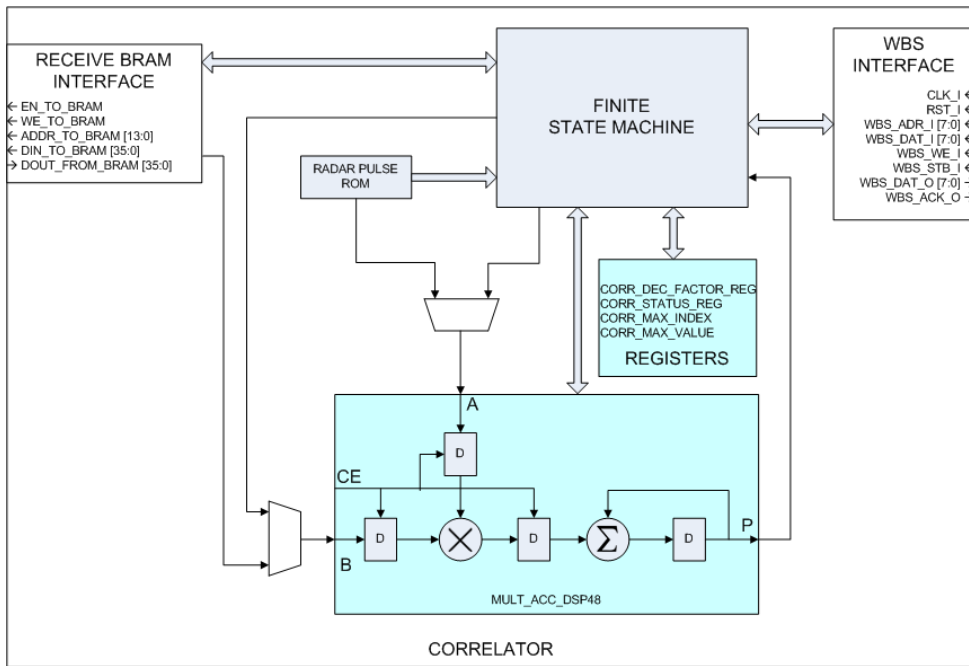 RECEIVE BRAM
INTERFACE
← EN_TO_BRAM
← WE_TO_BRAM
← ADDR_TO_BRAM [13:0]
← DIN_TO_BRAM [35:0]
→ DOUT_FROM_BRAM [35:0]
FINITE
STATE MACHINE
WBS
INTERFACE
CLK_I ←
RST_I ←
WBS_ADR_I [7:0] ←
WBS_DAT_I [7:0] ←
WBS_WE_I ←
WBS_STB_I ←
WBS_DAT_O [7:0] →
WBS_ACK_O →
RADAR PULSE
ROM
CORR_DEC_FACTOR_REG
CORR_STATUS_REG
CORR_MAX_INDEX
CORR_MAX_VALUE
REGISTERS
A
D
CE
B
D
D
Σ
D
P
MULT_ACC_DSP48
CORRELATOR